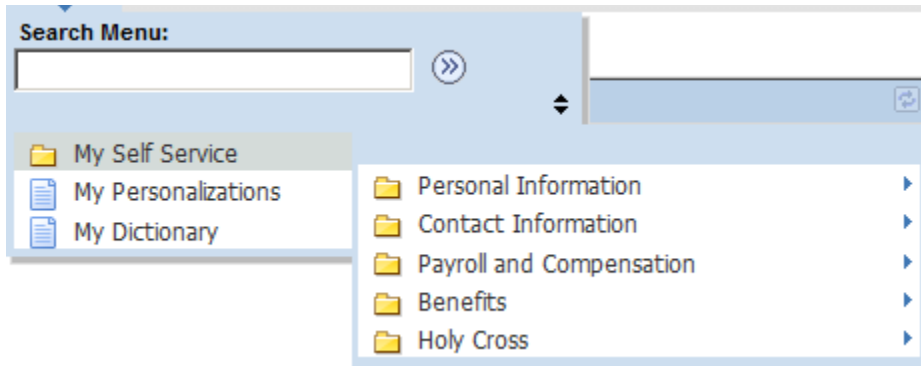 Search Menu:
My Self Service
My Personalizations
My Dictionary
Personal Information
Contact Information
Payroll and Compensation
Benefits
Holy Cross